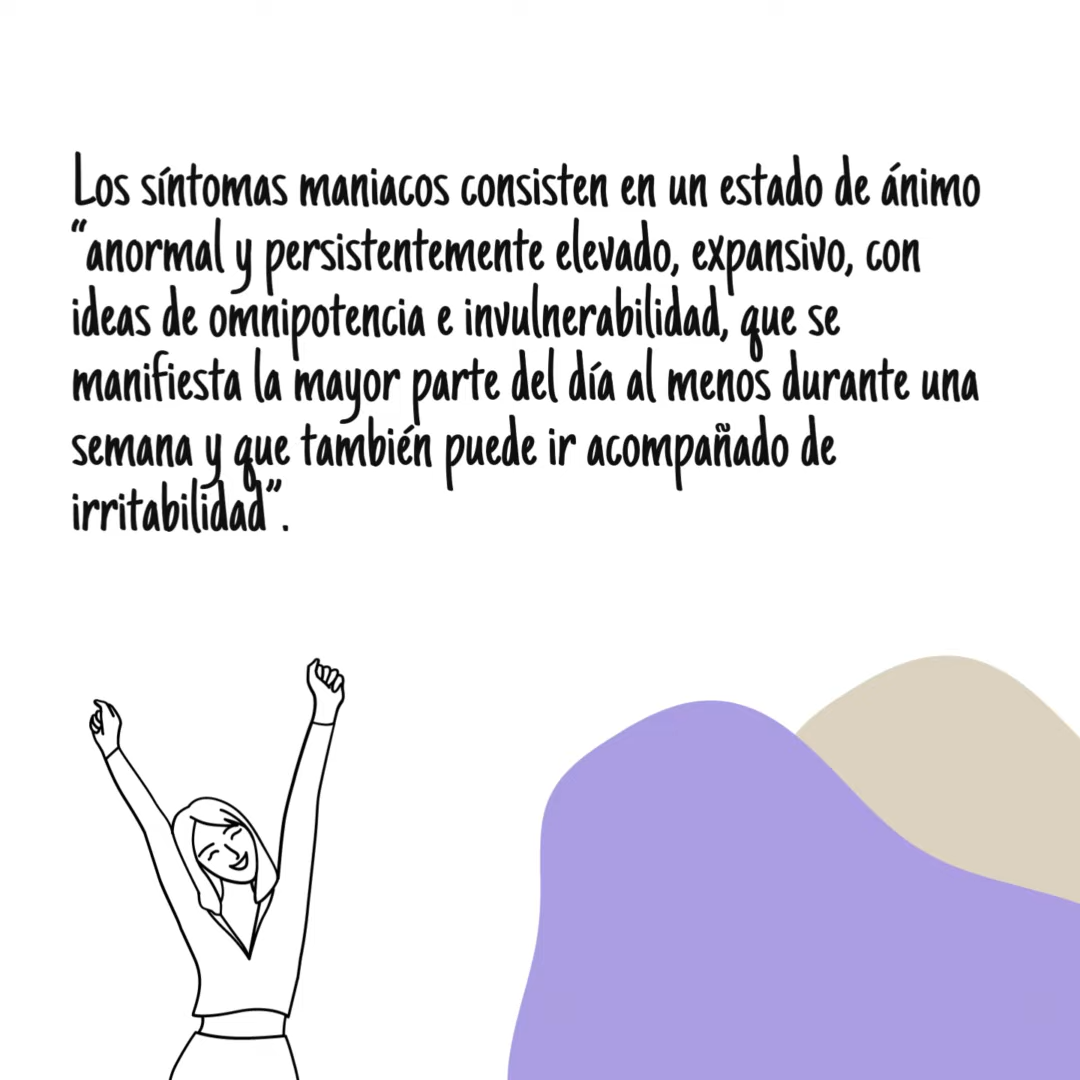 Los síntomas maniacos consisten en un estado de ánimo
“anormal y persistentemente elevado, expansivo, con
ideas de omnipotencia e invulnerabilidad, que se
manifiesta la mayor parte del día al menos durante una
semana y que también puede ir acompañado de
irritabilidad”.